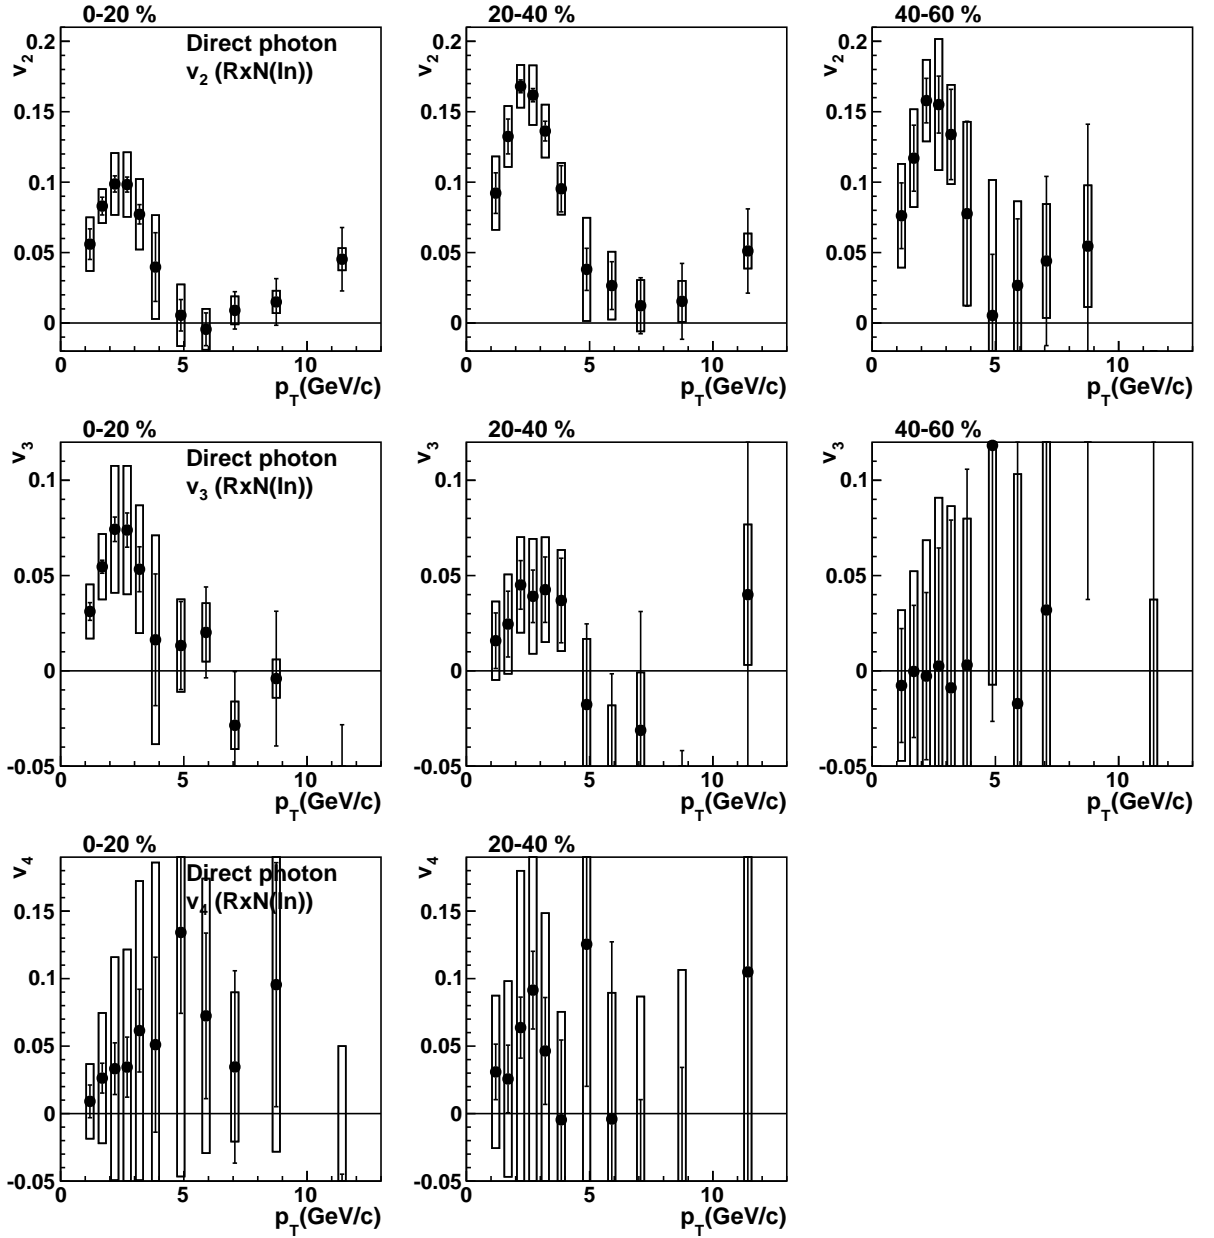 0-20 %
20-40 %
40-60 %
Direct photon
v2 (RxN(In))
v2
v2
v2
0.2
0.15
0.1
0.05
0
0.2
0.15
0.1
0.05
0
0.2
0.15
0.1
0.05
0
0 5 10
0 5 10
0 5 10
pT(GeV/c)
pT(GeV/c)
pT(GeV/c)
0-20 %
20-40 %
40-60 %
Direct photon
v3 (RxN(In))
v3
v3
v3
0.1
0.05
0
-0.05
0.1
0.05
0
-0.05
0.1
0.05
0
-0.05
0 5 10
0 5 10
0 5 10
pT(GeV/c)
pT(GeV/c)
pT(GeV/c)
0-20 %
20-40 %
Direct photon
v4 (RxN(In))
v4
v4
0.15
0.1
0.05
0
-0.05
0.15
0.1
0.05
0
-0.05
0 5 10
0 5 10
pT(GeV/c)
pT(GeV/c)